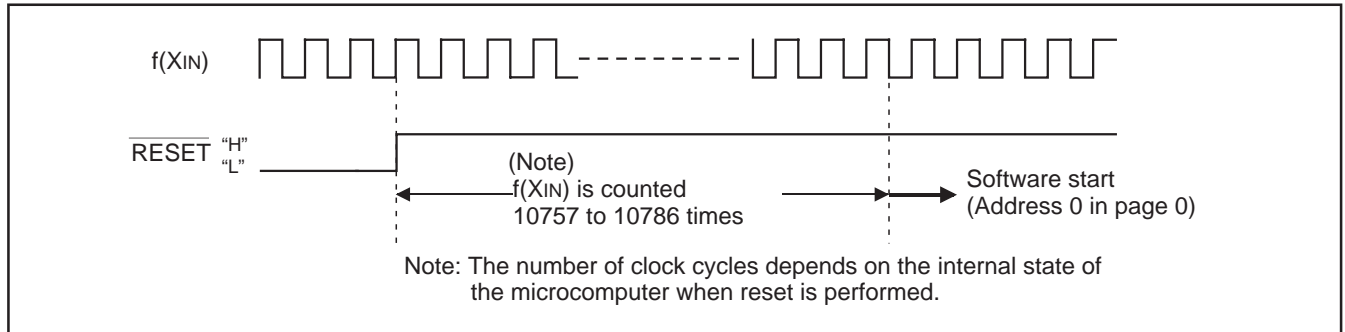 f(XIN)
RESET "H"
"L"
(Note)
f(XIN) is counted
10757 to 10786 times
Software start
(Address 0 in page 0)
Note: The number of clock cycles depends on the internal state of
the microcomputer when reset is performed.